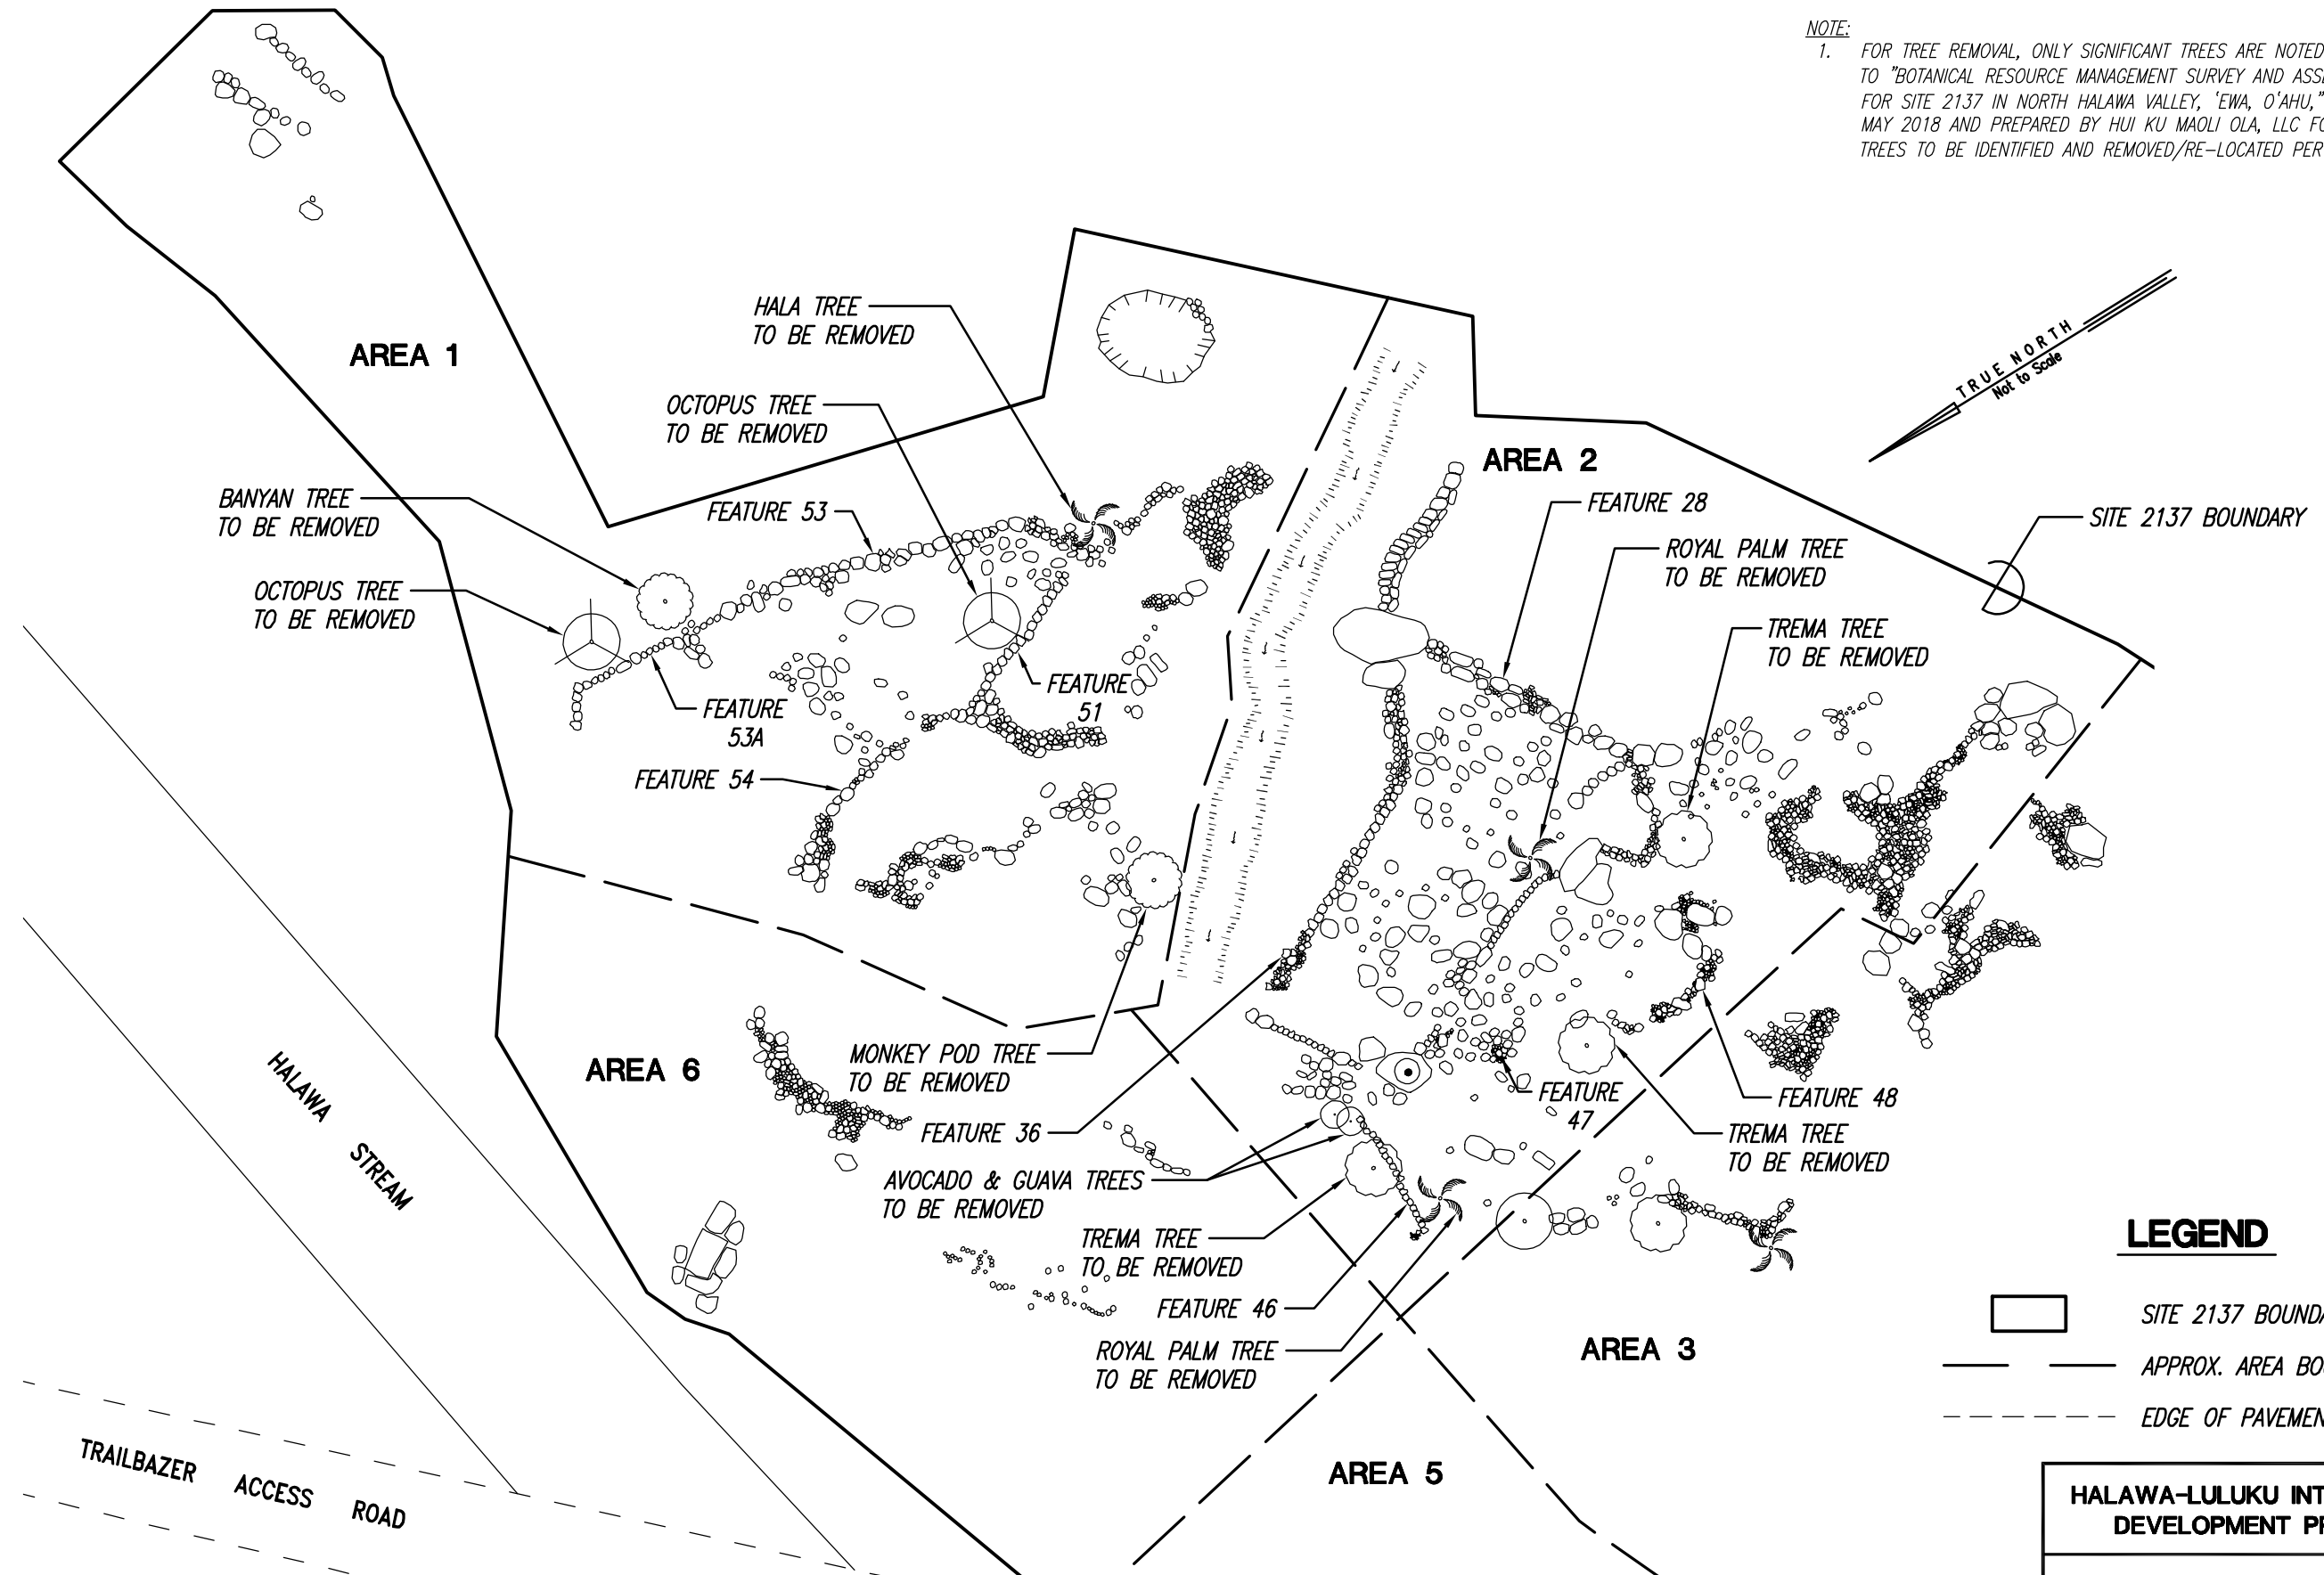 NOTE:
1. FOR TREE REMOVAL, ONLY SIGNIFICANT TREES ARE NOTED
TO "BOTANICAL RESOURCE MANAGEMENT SURVEY AND ASS
FOR SITE 2137 IN NORTH HALAWA VALLEY, 'EWA, O'AHU,"
MAY 2018 AND PREPARED BY HUI KU MAOLI OLA, LLC FO
TREES TO BE IDENTIFIED AND REMOVED/RE-LOCATED PER
TRUE NORTH
Not to Scale
AREA 1
HALA TREE
TO BE REMOVED
OCTOPUS TREE
TO BE REMOVED
BANYAN TREE
TO BE REMOVED
FEATURE 53
OCTOPUS TREE
TO BE REMOVED
FEATURE
53A
FEATURE
51
FEATURE 54
AREA 2
FEATURE 28
SITE 2137 BOUNDARY
ROYAL PALM TREE
TO BE REMOVED
TREMA TREE
TO BE REMOVED
AREA 6
MONKEY POD TREE
TO BE REMOVED
FEATURE 36
AVOCADO & GUAVA TREES
TO BE REMOVED
TREMA TREE
TO BE REMOVED
FEATURE 46
ROYAL PALM TREE
TO BE REMOVED
FEATURE
47
FEATURE 48
TREMA TREE
TO BE REMOVED
AREA 3
AREA 5
HALAWA STREAM
TRAILBAZER ACCESS ROAD
LEGEND
SITE 2137 BOUNDA
APPROX. AREA BO
EDGE OF PAVEMEN
HALAWA-LULUKU INT
DEVELOPMENT PR